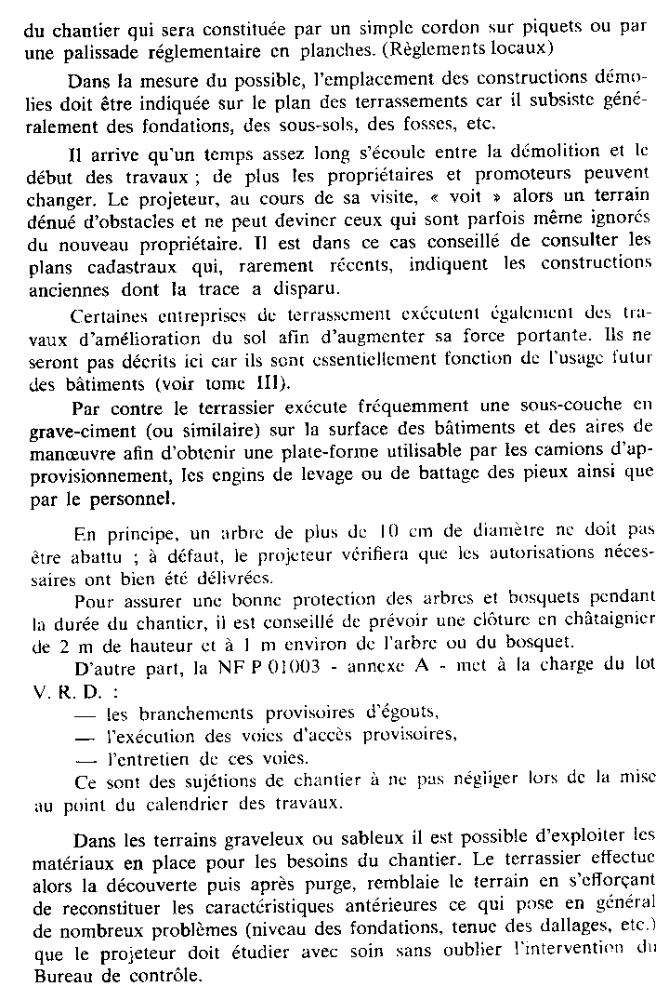 du chantier qui sera constituée par un simple cordon sur piquets ou par
une palissade réglementaire en planches. (Règlements locaux)
Dans la mesure du possible, l'emplacement des constructions démo-
lies doit être indiquée sur le plan des terrassements car il subsiste géné-
ralement des fondations, des sous-sols, des fosses, etc.
Il arrive qu'un temps assez long s'écoule entre la démolition et le
début des travaux ; de plus les propriétaires et promoteurs peuvent
changer. Le projeteur, au cours de sa visite, « voit » alors un terrain
dénué d'obstacles et ne peut deviner ceux qui sont parfois même ignorés
du nouveau propriétaire. Il est dans ce cas conseillé de consulter les
plans cadastraux qui, rarement récents, indiquent les constructions
anciennes dont la trace a disparu.
Certaines entreprises de terrassement exécutent également des tra-
vaux d'amélioration du sol afin d'augmenter sa force portante. Ils ne
seront pas décrits ici car ils sont essentiellement fonction de l'usage futur
des bâtiments (voir tome III).
Par contre le terrassier exécute fréquemment une sous-couche en
grave-ciment (ou similaire) sur la surface des bâtiments et des aires de
manœuvre afin d'obtenir une plate-forme utilisable par les camions d'ap-
provisionnement, les engins de levage ou de battage des pieux ainsi que
par le personnel.
En principe, un arbre de plus de 10 cm de diamètre ne doit pas
être abattu ; à défaut, le projeteur vérifiera que les autorisations néces-
saires ont bien été délivrées.
Pour assurer une bonne protection des arbres et bosquets pendant
la durée du chantier, il est conseillé de prévoir une clôture en châtaignier
de 2 m de hauteur et à 1 m environ de l'arbre ou du bosquet.
D'autre part, la NF P 01003 - annexe A - met à la charge du lot
V. R. D. :
— les branchements provisoires d'égouts,
— l'exécution des voies d'accès provisoires,
— l'entretien de ces voies.
Ce sont des sujétions de chantier à ne pas négliger lors de la mise
au point du calendrier des travaux.
Dans les terrains graveleux ou sableux il est possible d'exploiter les
matériaux en place pour les besoins du chantier. Le terrassier effectue
alors la découverte puis après purge, remblaie le terrain en s'efforçant
de reconstituer les caractéristiques antérieures ce qui pose en général
de nombreux problèmes (niveau des fondations, tenue des dallages, etc.)
que le projeteur doit étudier avec soin sans oublier l'intervention du
Bureau de contrôle.